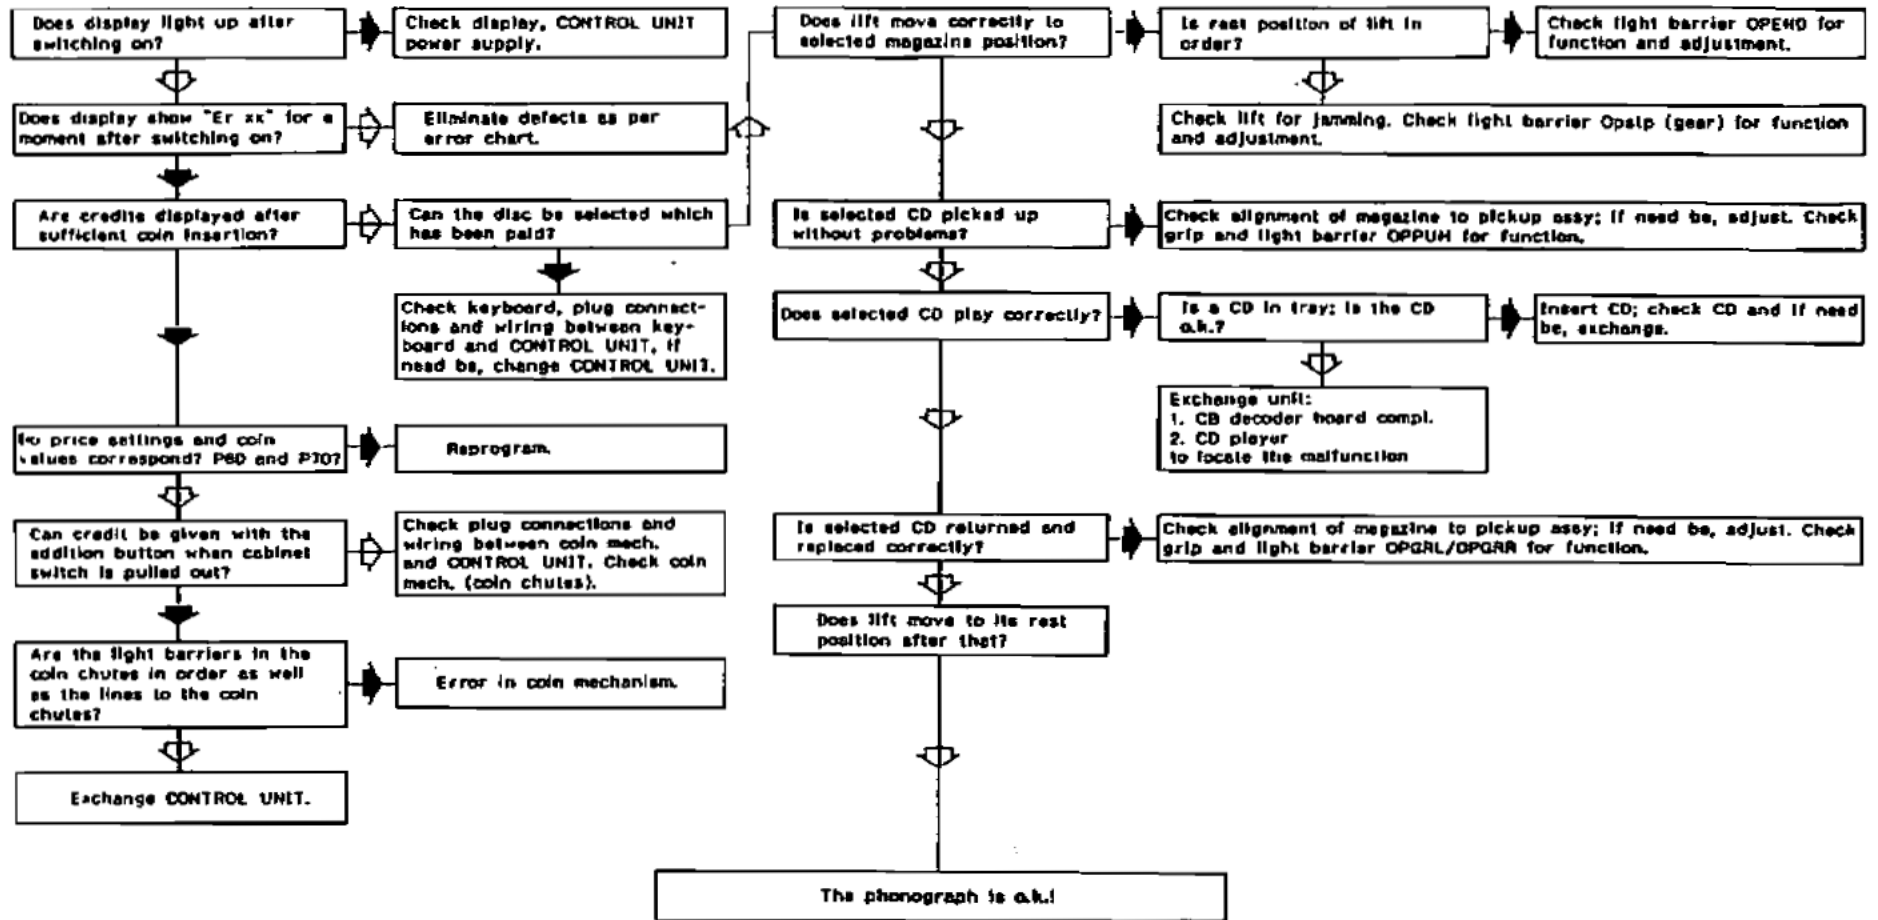 Does display light up after
switching on?
Check display, CONTROL UNIT
power supply.
Does display show "Er xx" for a
moment after switching on?
Eliminate defects as per
error chart.
Are credits displayed after
sufficient coin insertion?
Can the disc be selected which
has been paid?
Check keyboard, plug connect-
ions and wiring between key-
board and CONTROL UNIT, if
need be, change CONTROL UNIT.
price settings and coin
values correspond? and
Reprogram.
Can credit be given with the
addition button when cabinet
switch is pulled out?
Check plug connections and
wiring between coin mech.
and CONTROL UNIT. Check coin
mech. (coin chutes).
Are the light barriers in the
coin chutes in order as well
as the lines to the coin
chutes?
Error in coin mechanism.
Exchange CONTROL UNIT.
Does lift move correctly to
selected magazine position?
Is rest position of lift in
order?
Check light barrier for
function and adjustment.
Check lift for jamming. Check light barrier Opstp (gear) for function
and adjustment.
Is selected CD picked up
without problems?
Check alignment of magazine to pickup assy; if need be, adjust. Check
grip and light barrier OPPUH for function.
Does selected CD play correctly?
Is a CD in tray; is the CD
o.k.?
Insert CD; check CD and if need
be, exchange.
Exchange unit:
1. CB decoder board compl.
2. CD player
to locate the malfunction
Is selected CD returned and
replaced correctly?
Check alignment of magazine to pickup assy; if need be, adjust. Check
grip and light barrier OPGRL/OPGRR for function.
Does lift move to its rest
position after that?
The phonograph is o.k.!